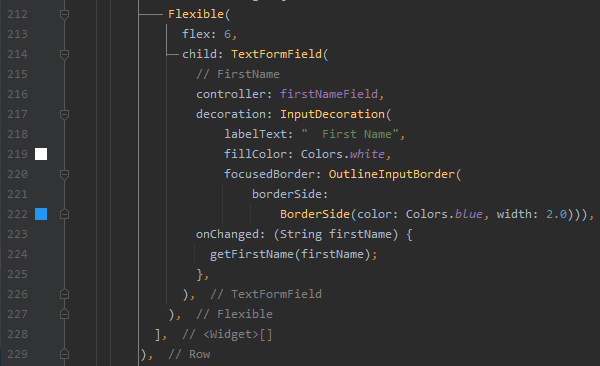 212 Flexible(
213 flex: 6,
214 child: TextFormField(
215 // FirstName
216 controller: firstNameField,
217 decoration: InputDecoration(
218 labelText: "  First Name",
219 fillColor: Colors.white,
220 focusedBorder: OutlineInputBorder(
221 borderSide:
222 BorderSide(color: Colors.blue, width: 2.0))),
223 onChanged: (String firstName) {
224 getFirstName(firstName);
225 },
226 ), // TextFormField
227 ), // Flexible
228 ], // <Widget>[]
229 ), // Row